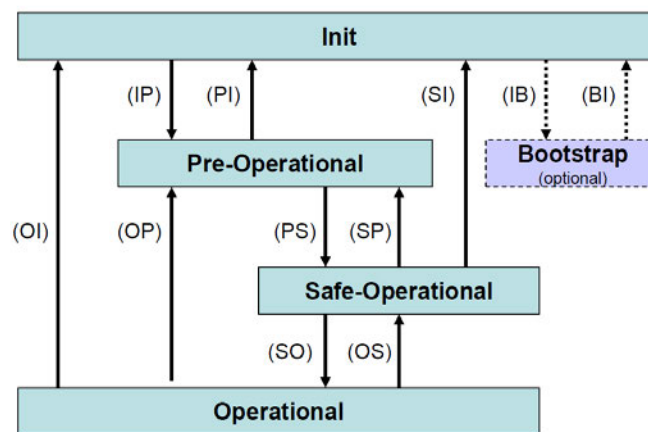 Init
(IP)
(PI)
(SI)
(IB)
(BI)
Pre-Operational
Bootstrap
(optional)
(OI)
(OP)
(PS)
(SP)
Safe-Operational
(SO)
(OS)
Operational